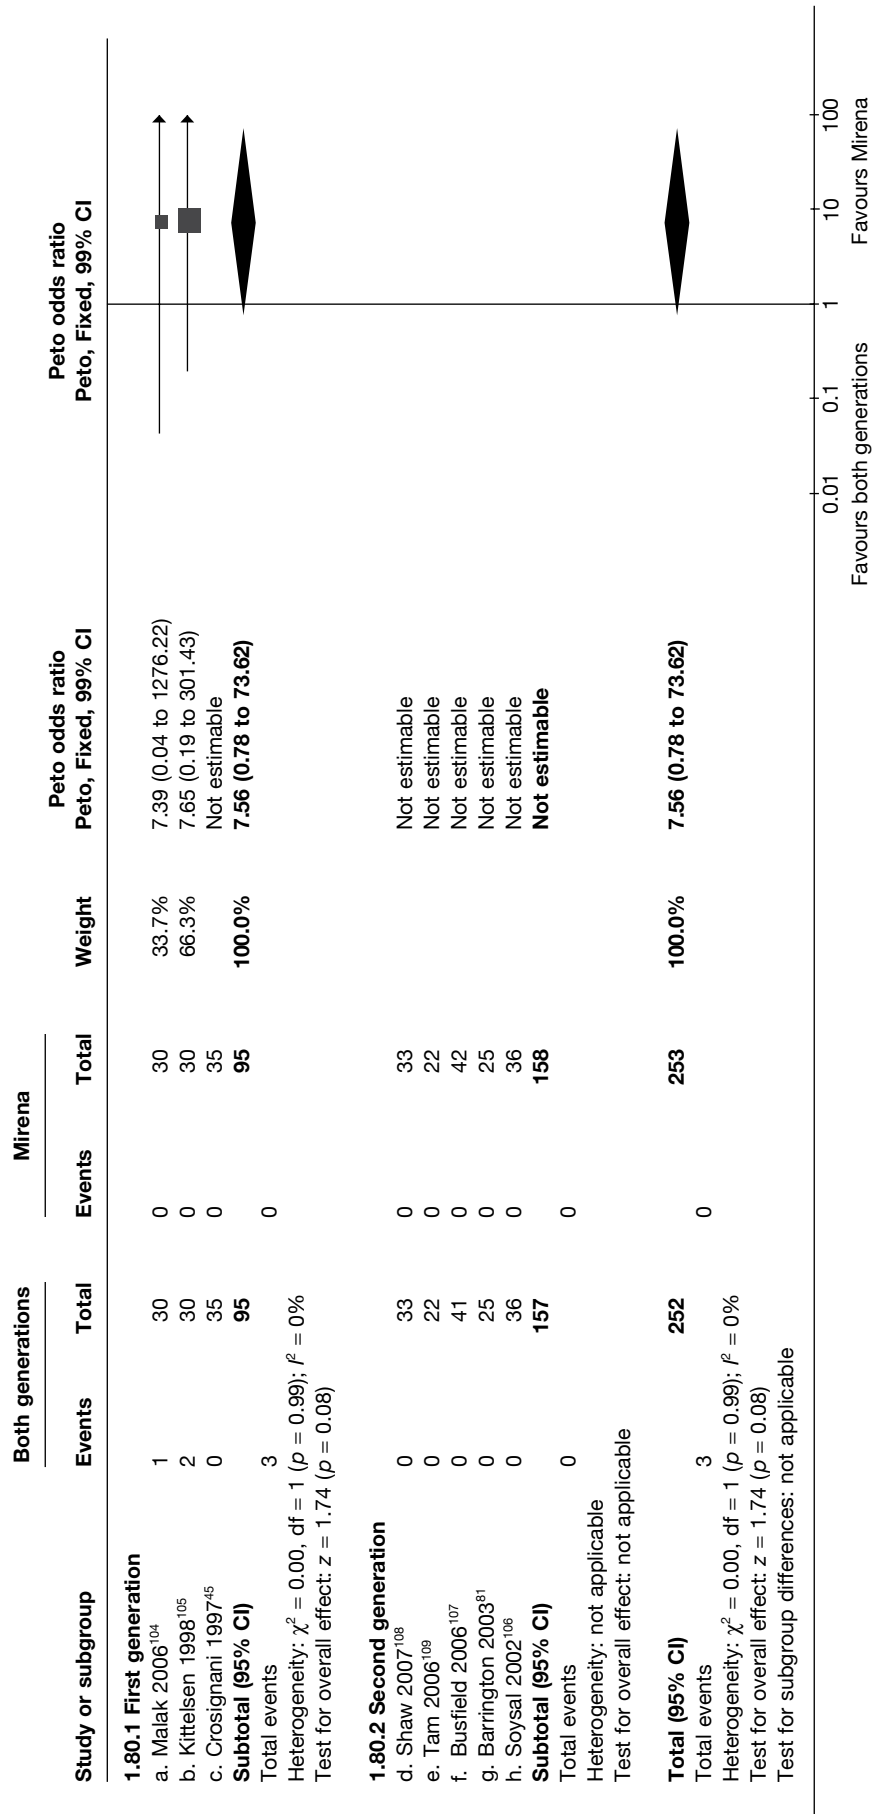 Both generations Mirena Peto odds ratio Peto odds ratio
Study or subgroup Events Total Events Total Weight Peto, Fixed, 99% CI Peto, Fixed, 99% CI
1.80.1 First generation
a. Malak 2006¹⁰⁴ 1 30 0 30 33.7% 7.39 (0.04 to 1276.22)
b. Kittelsen 1998¹⁰⁵ 2 30 0 30 66.3% 7.65 (0.19 to 301.43)
c. Crosignani 1997⁴⁵ 0 35 0 35 Not estimable
Subtotal (95% CI) 95 95 100.0% 7.56 (0.78 to 73.62)
Total events 3 0
Heterogeneity: χ² = 0.00, df = 1 (p = 0.99); I² = 0%
Test for overall effect: z = 1.74 (p = 0.08)
1.80.2 Second generation
d. Shaw 2007¹⁰⁸ 0 33 0 33 Not estimable
e. Tam 2006¹⁰⁹ 0 22 0 22 Not estimable
f. Busfield 2006¹⁰⁷ 0 41 0 42 Not estimable
g. Barrington 2003⁸¹ 0 25 0 25 Not estimable
h. Soysal 2002¹⁰⁶ 0 36 0 36 Not estimable
Subtotal (95% CI) 157 158 Not estimable
Total events 0 0
Heterogeneity: not applicable
Test for overall effect: not applicable
Total (95% CI) 252 253 100.0% 7.56 (0.78 to 73.62)
Total events 3 0
Heterogeneity: χ² = 0.00, df = 1 (p = 0.99); I² = 0%
Test for overall effect: z = 1.74 (p = 0.08)
Test for subgroup differences: not applicable
0.01 0.1 1 10 100
Favours both generations Favours Mirena